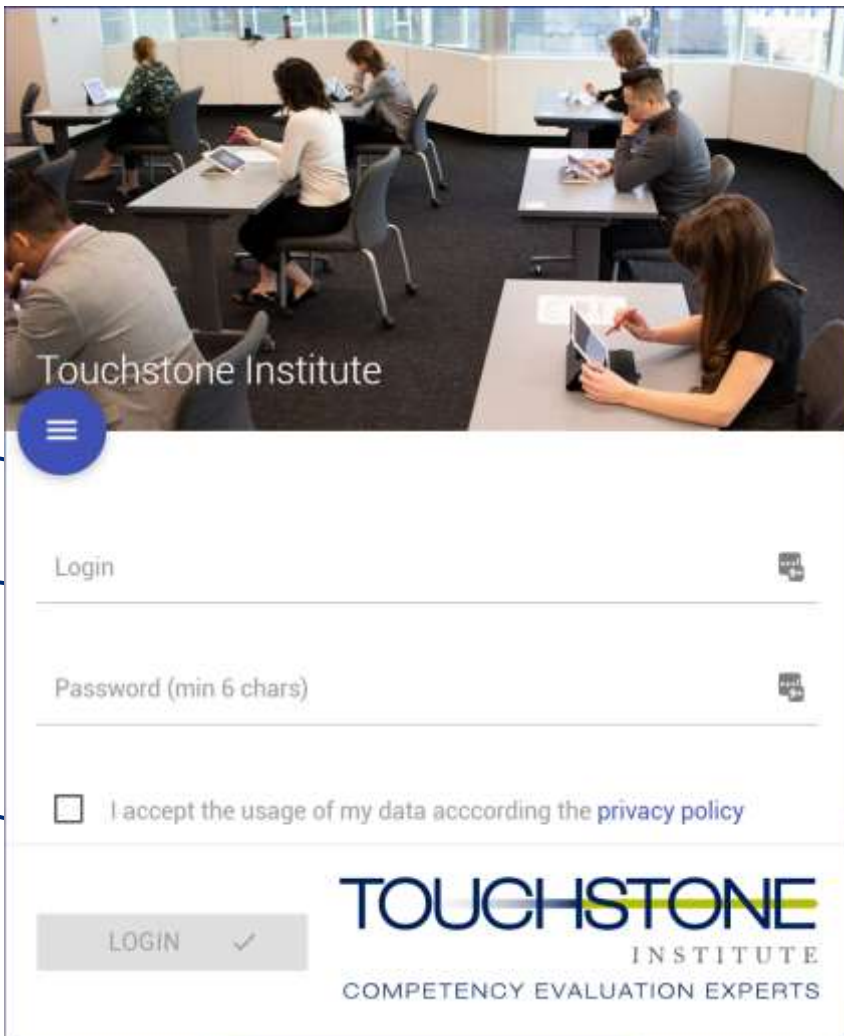 Touchstone Institute
Login
Password (min 6 chars)
I accept the usage of my data acccording the privacy policy
LOGIN
TOUCHSTONE
INSTITUTE
COMPETENCY EVALUATION EXPERTS